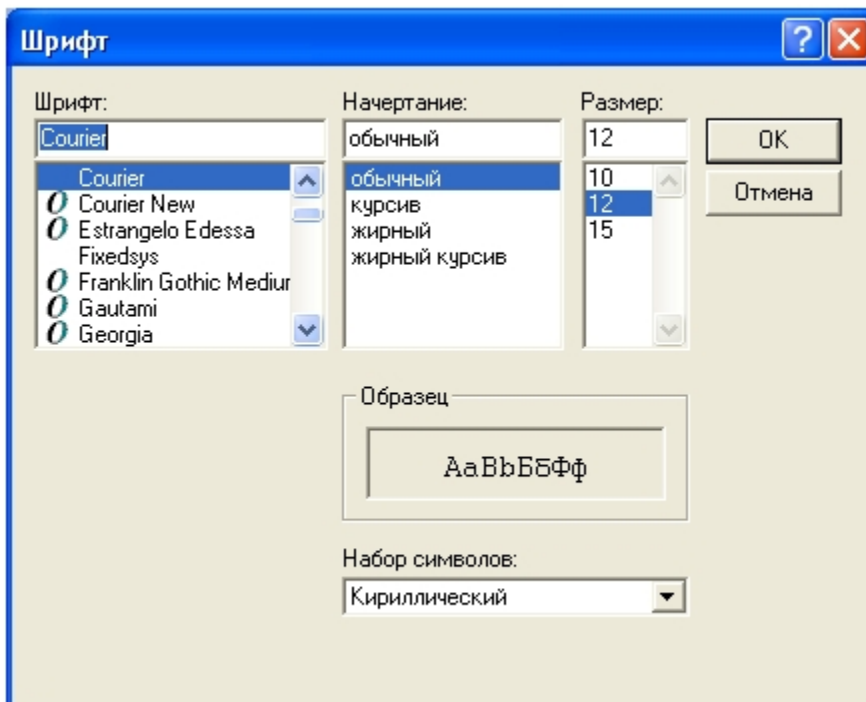 Шрифт
Шрифт:
Courier
Courier
Courier New
Estrangelo Edessa
Fixedsys
Franklin Gothic Mediur
Gautami
Georgia
Начертание:
обычный
обычный
курсив
жирный
жирный курсив
Размер:
12
10
12
15
OK
Отмена
Образец
АаВbБбФф
Набор символов:
Кириллический